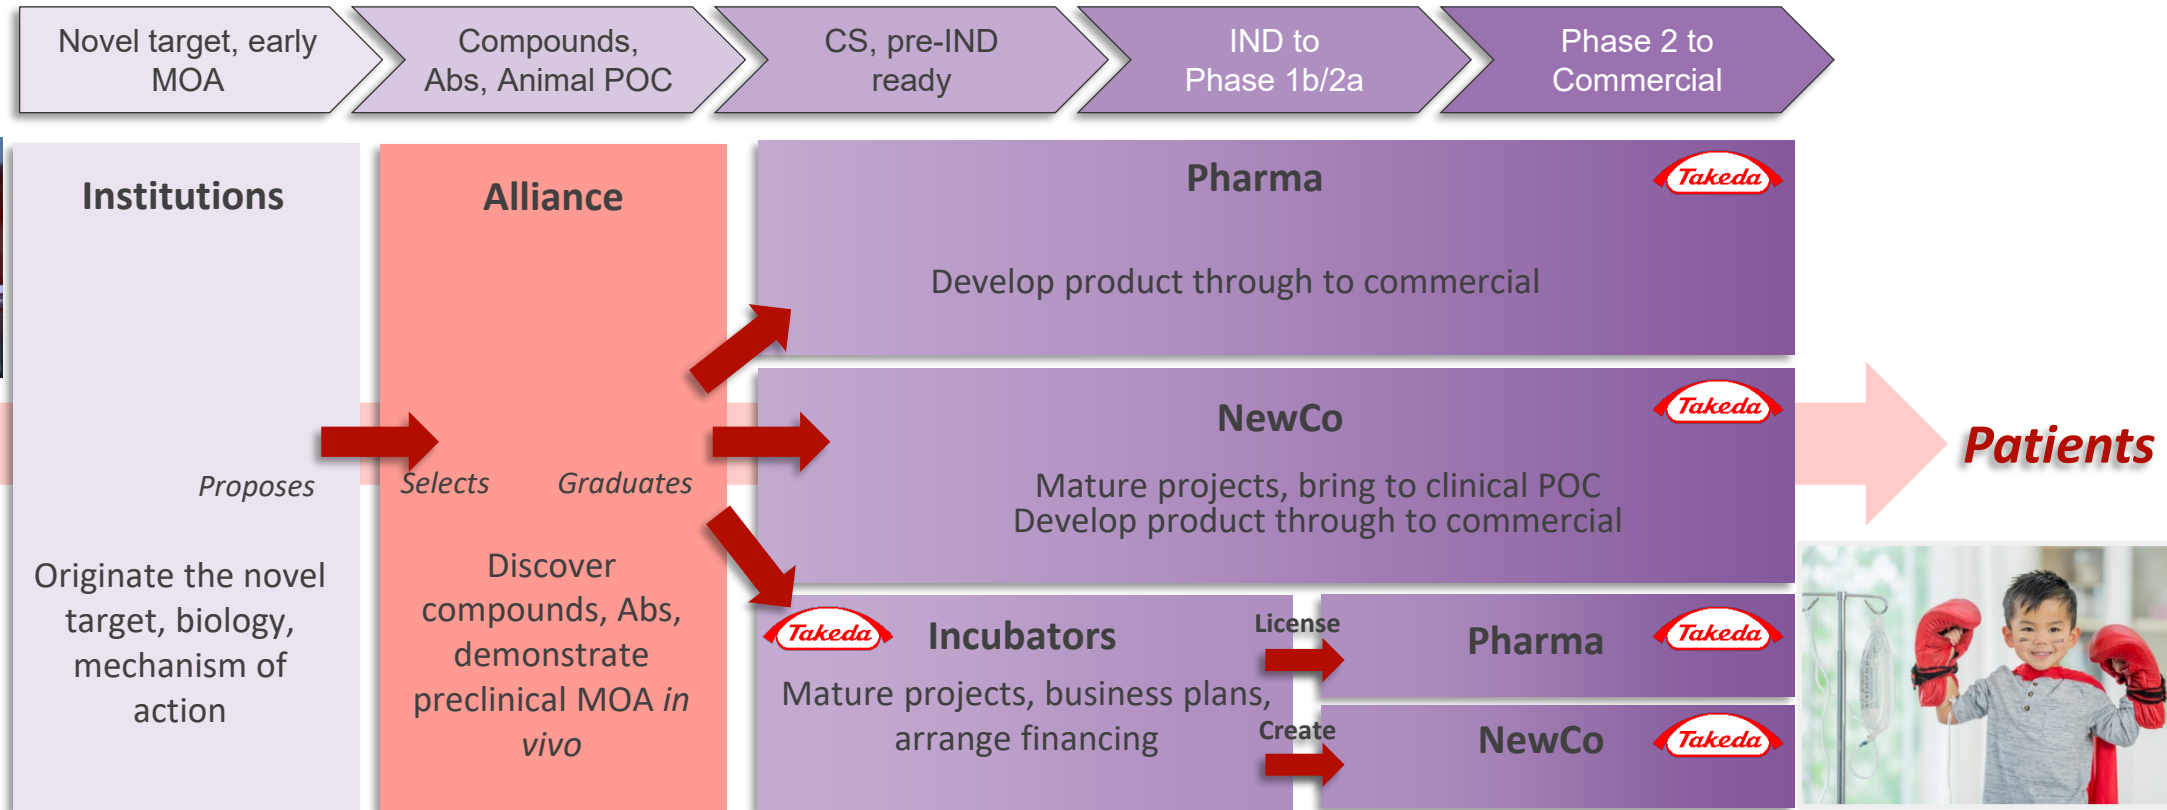 Novel target, early
MOA
Compounds,
Abs, Animal POC
CS, pre-IND
ready
IND to
Phase 1b/2a
Phase 2 to
Commercial
Institutions
Proposes
Originate the novel
target, biology,
mechanism of
action
Alliance
Selects
Graduates
Discover
compounds, Abs,
demonstrate
preclinical MOA in
vivo
Pharma
Takeda
Develop product through to commercial
NewCo
Takeda
Mature projects, bring to clinical POC
Develop product through to commercial
Takeda
Incubators
Mature projects, business plans,
arrange financing
License
Pharma
Takeda
Create
NewCo
Takeda
Patients